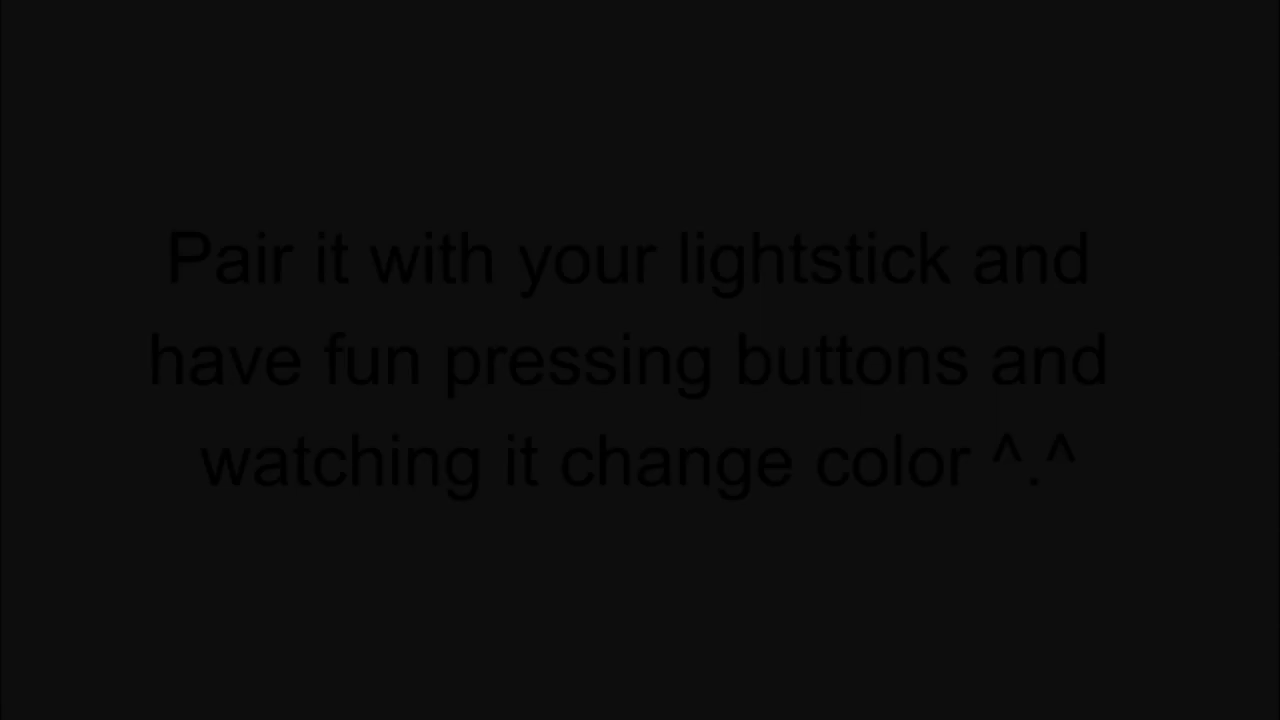 Pair it with your lightstick and
have fun pressing buttons and
watching it change color ^.^